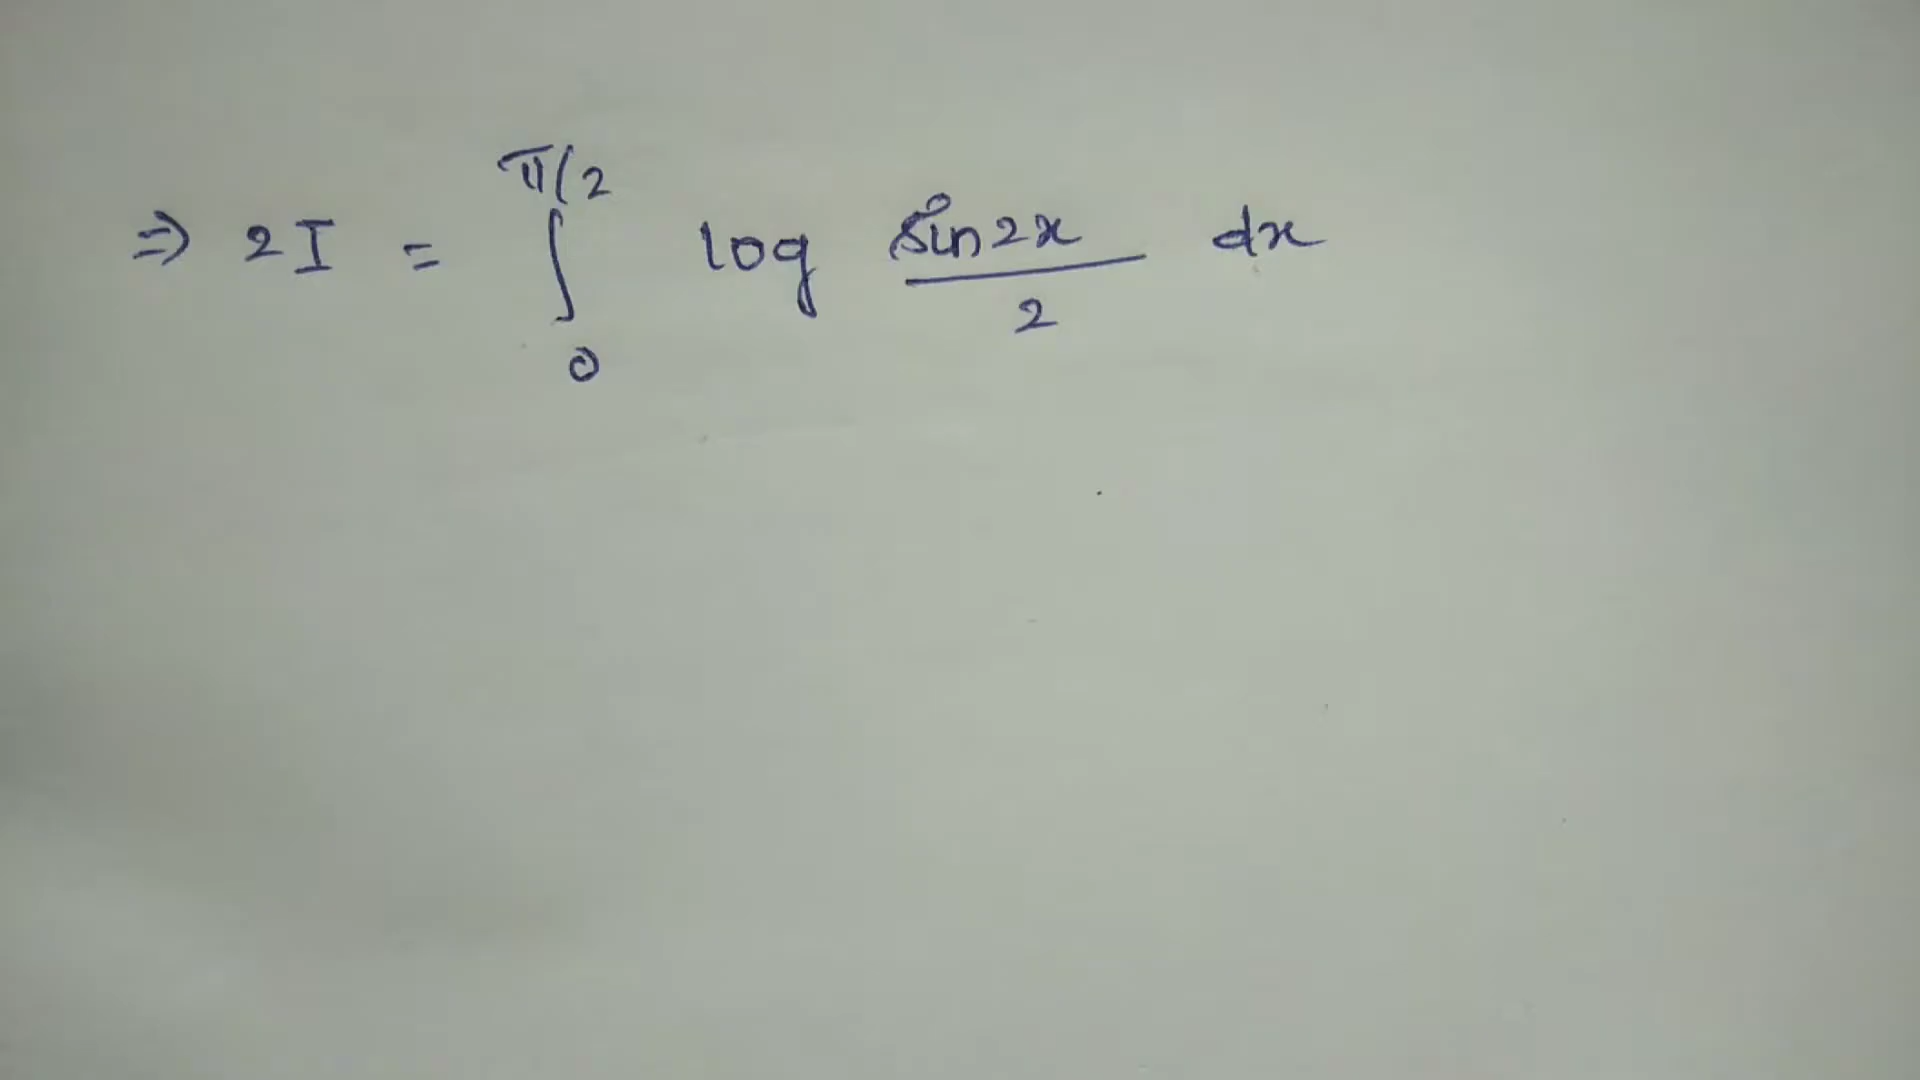 ⇒ 2I = ∫₀^{π/2} log (sin2x)/2 dx